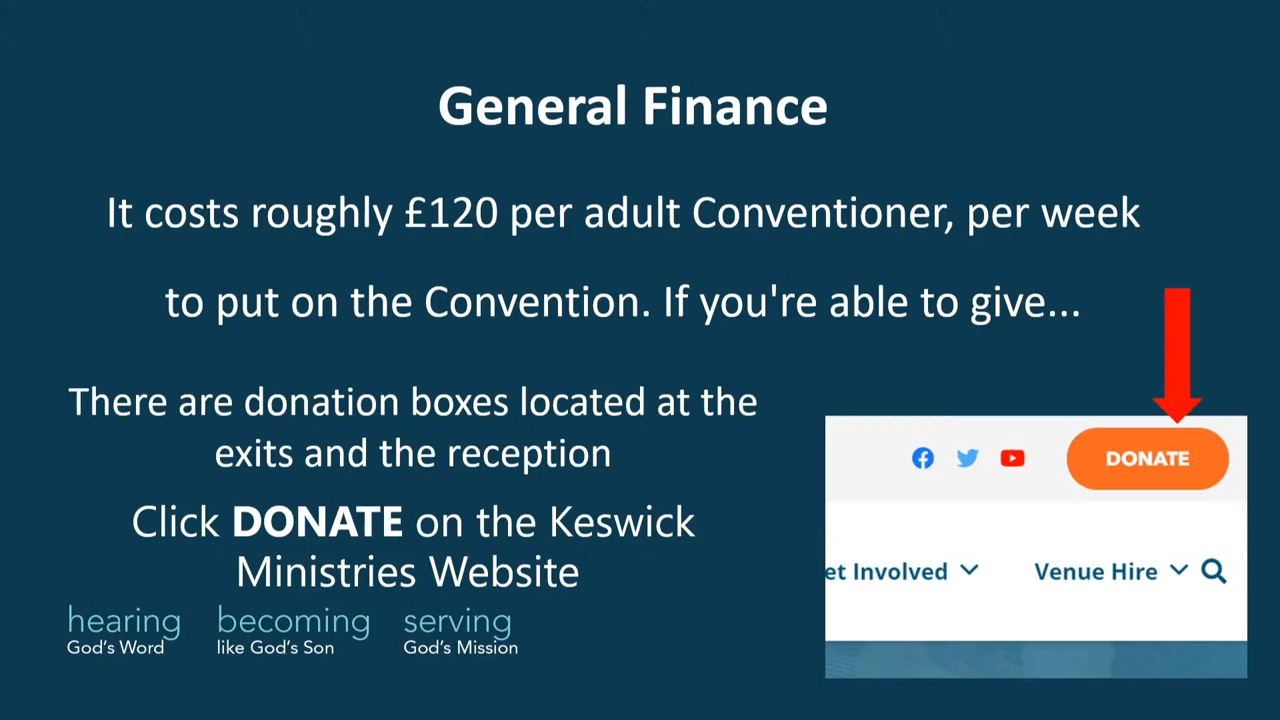 General Finance
It costs roughly £120 per adult Conventioner, per week
to put on the Convention. If you're able to give...
There are donation boxes located at the
exits and the reception
Click DONATE on the Keswick
Ministries Website
hearing becoming serving
God's Word like God's Son God's Mission
DONATE
et Involved Venue Hire